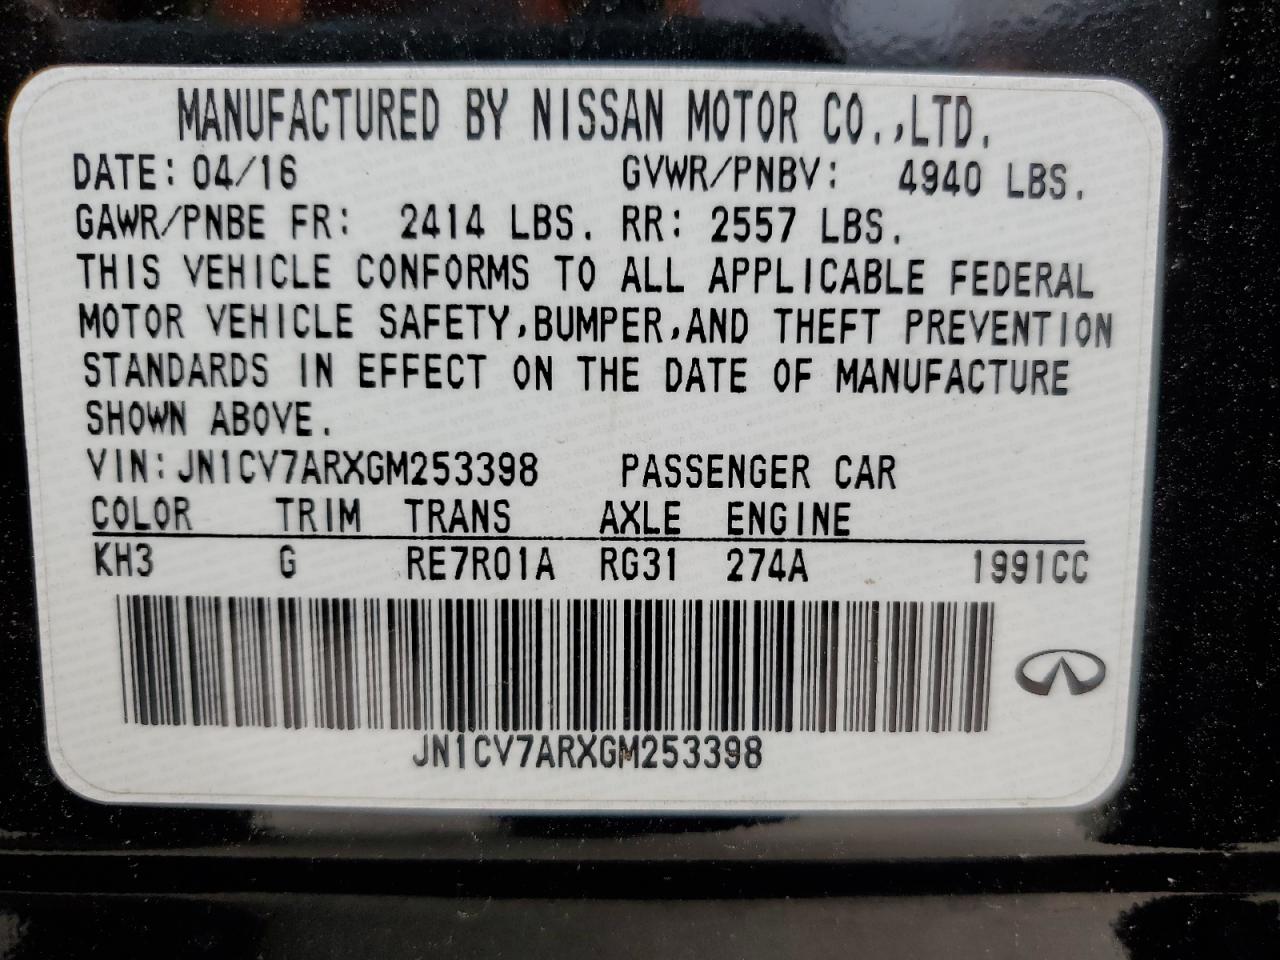 MANUFACTURED BY NISSAN MOTOR CO.,LTD.
DATE: 04/16 GVWR/PNBV: 4940 LBS.
GAWR/PNBE FR: 2414 LBS. RR: 2557 LBS.
THIS VEHICLE CONFORMS TO ALL APPLICABLE FEDERAL
MOTOR VEHICLE SAFETY,BUMPER,AND THEFT PREVENTION
STANDARDS IN EFFECT ON THE DATE OF MANUFACTURE
SHOWN ABOVE.
VIN:JN1CV7ARXGM253398 PASSENGER CAR
COLOR TRIM TRANS AXLE ENGINE
KH3 G RE7R01A RG31 274A 1991CC
JN1CV7ARXGM253398